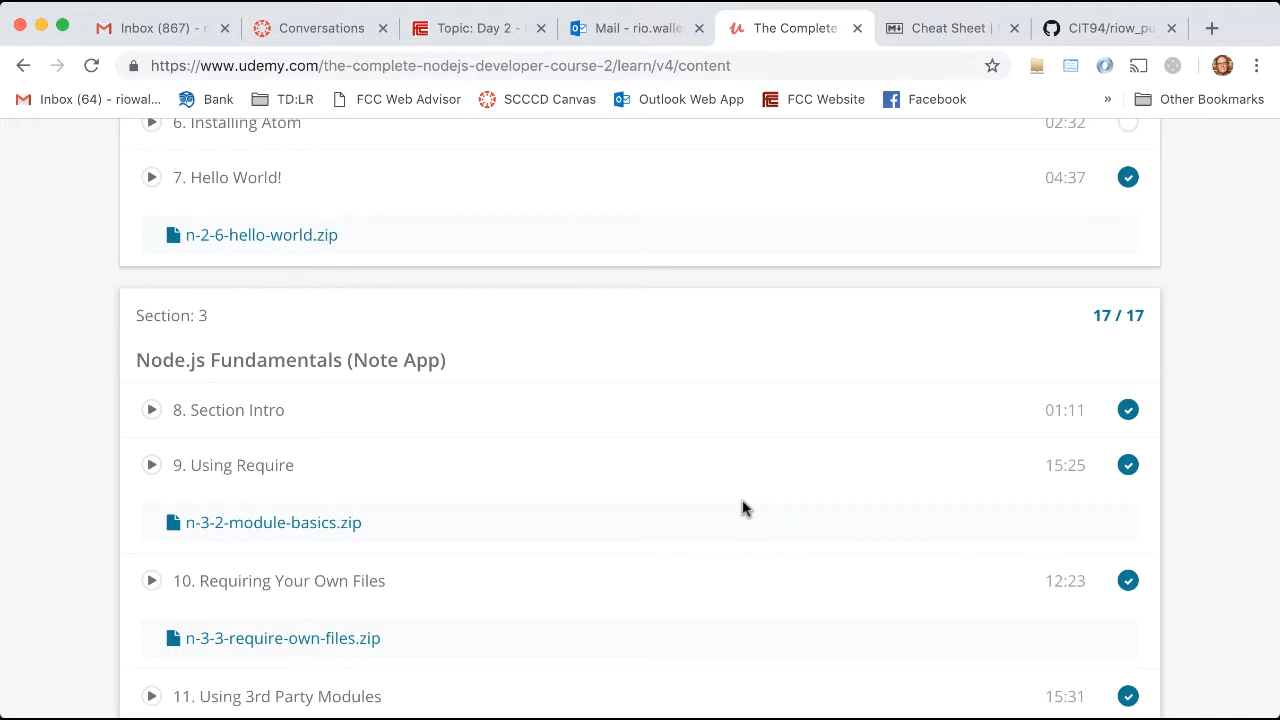 Inbox (867) - r
Conversations
Topic: Day 2 -
Mail - rio.walle
The Complete
Cheat Sheet |
CIT94/riow_pu
https://www.udemy.com/the-complete-nodejs-developer-course-2/learn/v4/content
Inbox (64) - riowal...
Bank
TD:LR
FCC Web Advisor
SCCCD Canvas
Outlook Web App
FCC Website
Facebook
»
Other Bookmarks
6. Installing Atom
02:32
7. Hello World!
04:37
n-2-6-hello-world.zip
Section: 3
17 / 17
Node.js Fundamentals (Note App)
8. Section Intro
01:11
9. Using Require
15:25
n-3-2-module-basics.zip
10. Requiring Your Own Files
12:23
n-3-3-require-own-files.zip
11. Using 3rd Party Modules
15:31